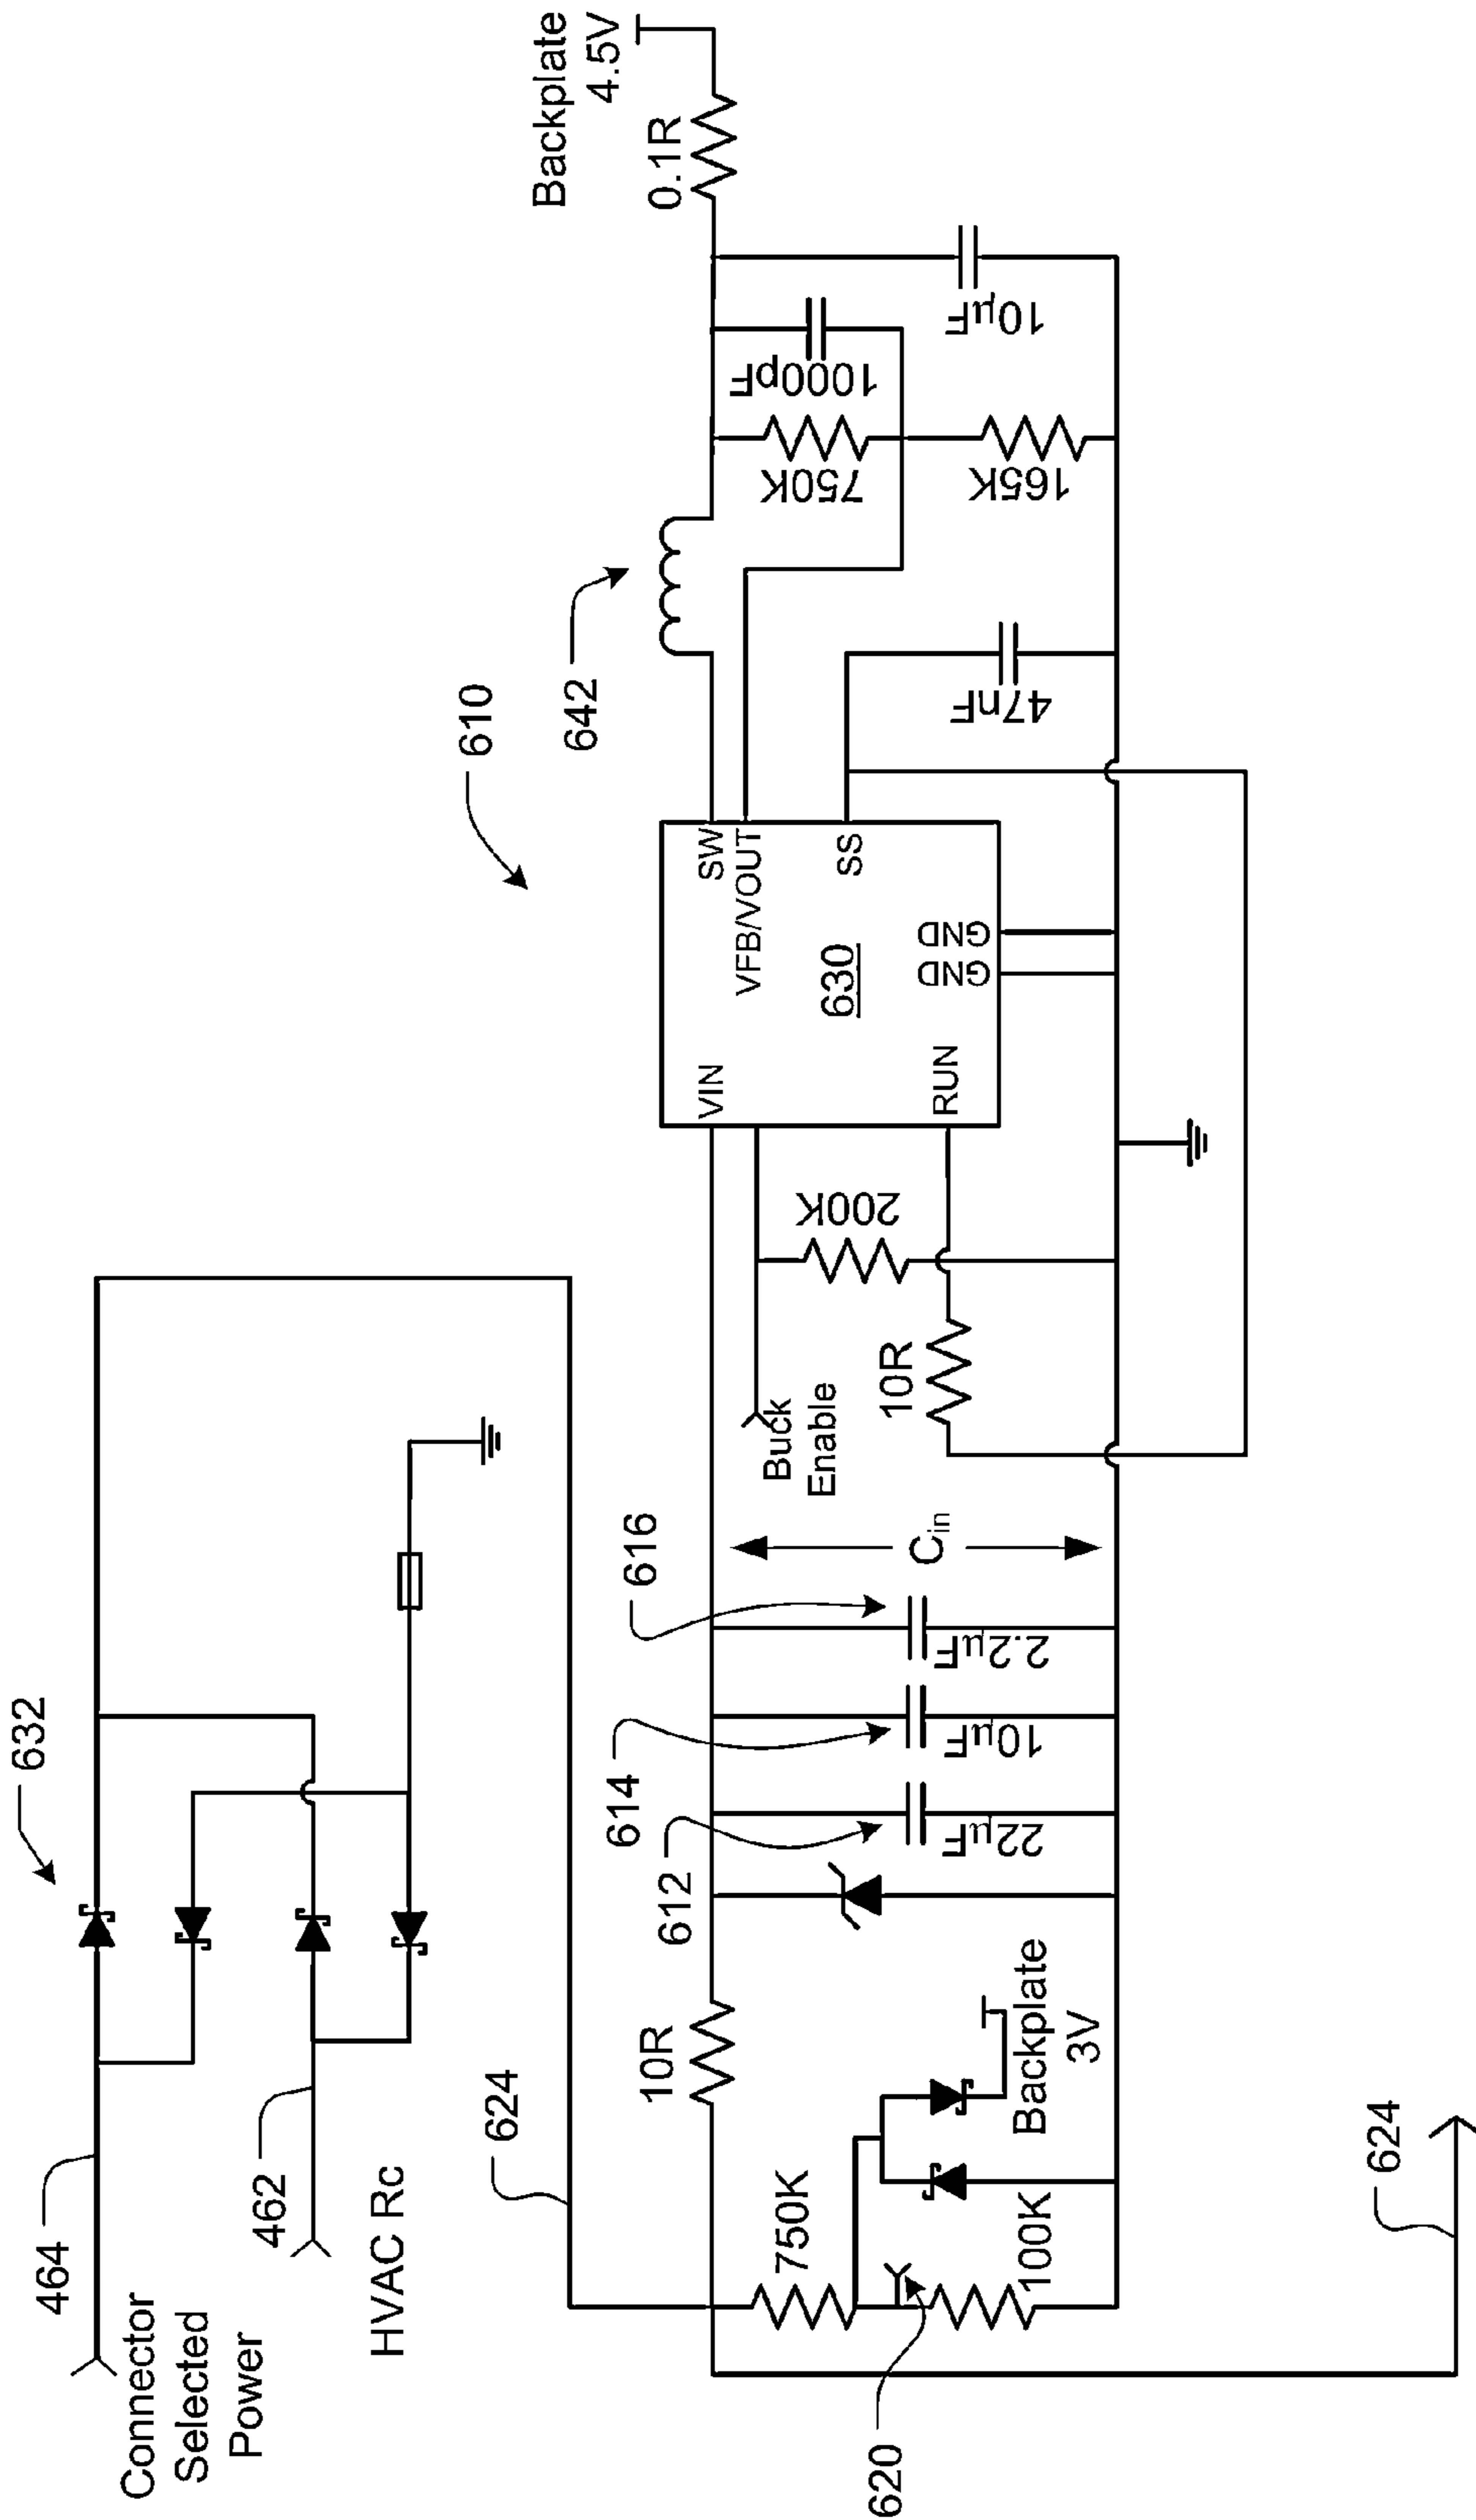 632
464
Connector
Selected
Power
462
HVAC Rc
624
610
642
Backplate
4.5V
0.1R
10R
612
614
616
22µF
10µF
2.2µF
Cin
Buck
Enable
200K
10R
VIN
RUN
630
SW
VFB/VOUT
SS
GND
GND
47nF
750K
1000pF
165K
10µF
750K
100K
Backplate
3V
620
624